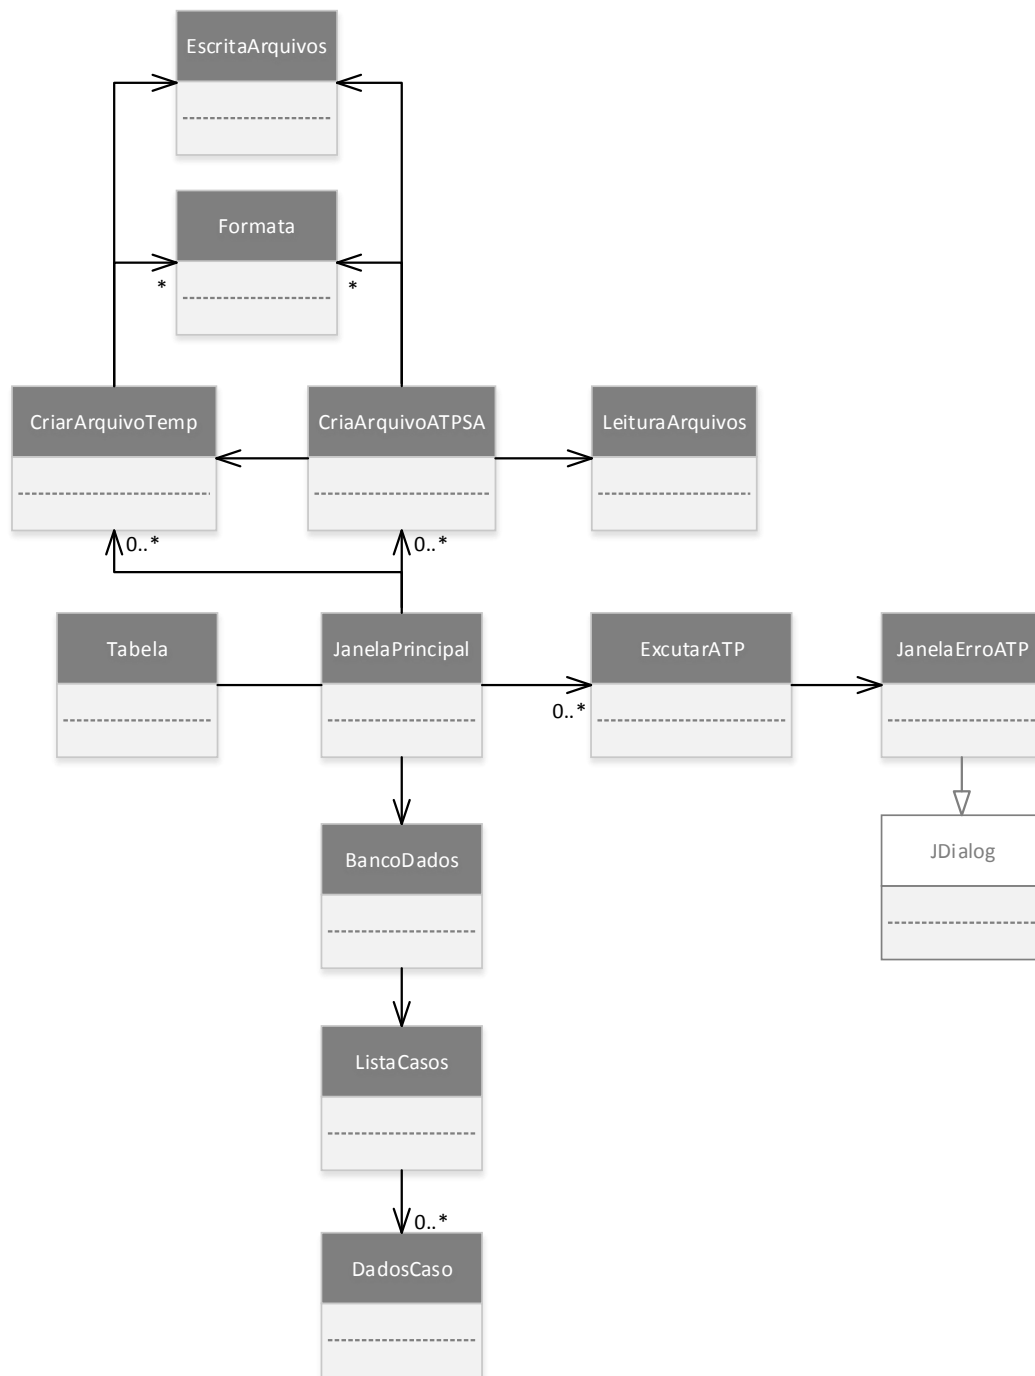 EscritaArquivos
Formata
*
*
CriarArquivoTemp
CriaArquivoATPSA
LeituraArquivos
0..*
0..*
Tabela
JanelaPrincipal
ExcutarATP
JanelaErroATP
0..*
BancoDados
JDialog
ListaCasos
0..*
DadosCaso